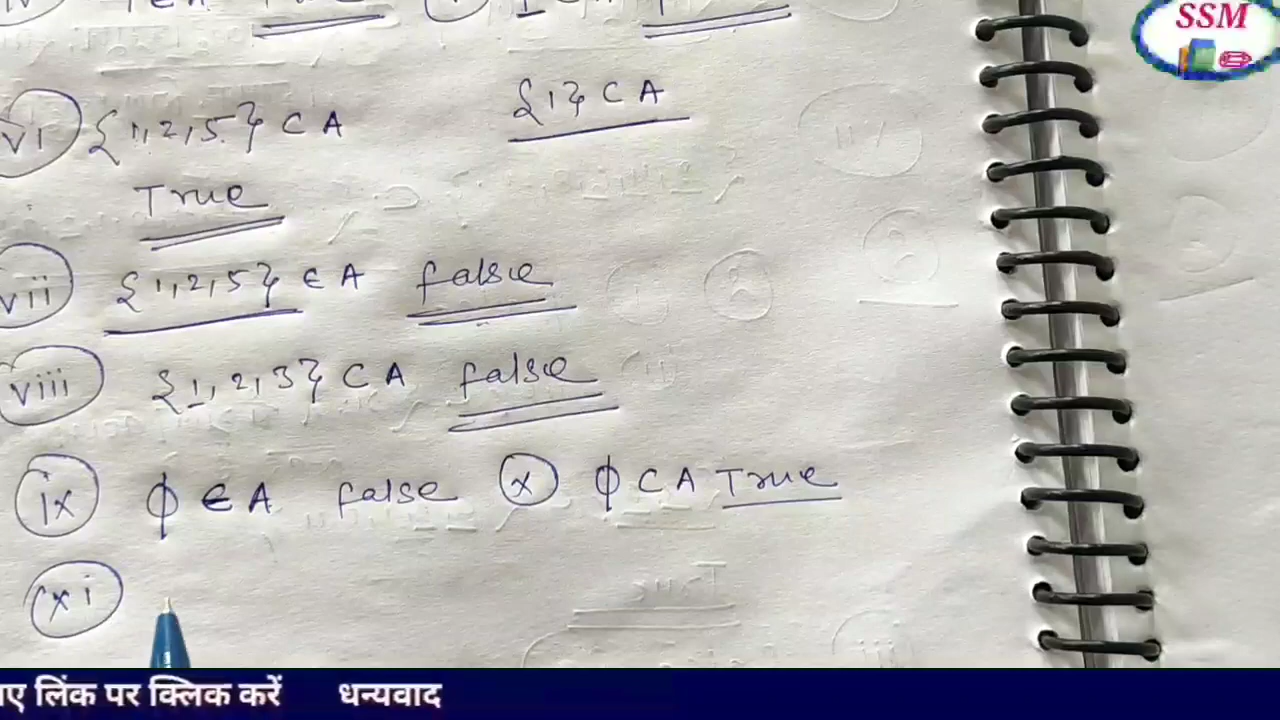 SSM
{1} ⊂ A
vi {1,2,5} ⊂ A
True
vii {1,2,5} ∈ A false
viii {1,2,3} ⊂ A false
ix φ ∈ A false x φ ⊂ A True
xi
लिंक पर क्लिक करें धन्यवाद